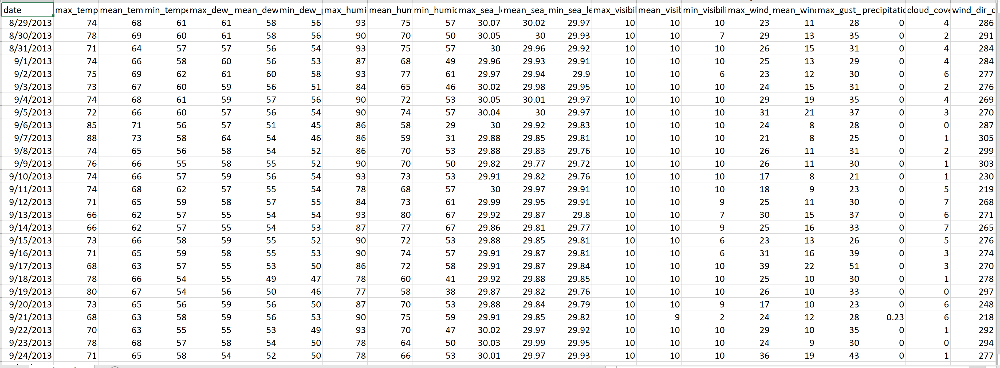 date max_temp mean_tem min_tempe max_dew_ mean_dew min_dew_p max_humi mean_hum min_humid max_sea_le mean_sea_ min_sea_le max_visibil mean_visib min_visibili max_wind_ mean_wind max_gust_ precipitatio cloud_cove wind_dir_d
8/29/2013 74 68 61 61 58 56 93 75 57 30.07 30.02 29.97 10 10 10 23 11 28 0 4 286
8/30/2013 78 69 60 61 58 56 90 70 50 30.05 30 29.93 10 10 7 29 13 35 0 2 291
8/31/2013 71 64 57 57 56 54 93 75 57 30 29.96 29.92 10 10 10 26 15 31 0 4 284
9/1/2013 74 66 58 60 56 53 87 68 49 29.96 29.93 29.91 10 10 10 25 13 29 0 4 284
9/2/2013 75 69 62 61 60 58 93 77 61 29.97 29.94 29.9 10 10 6 23 12 30 0 6 277
9/3/2013 73 67 60 59 56 51 84 65 46 30.02 29.98 29.95 10 10 10 24 15 31 0 2 276
9/4/2013 74 68 61 59 57 56 90 72 53 30.05 30.01 29.97 10 10 10 29 19 35 0 4 269
9/5/2013 72 66 60 57 56 54 90 74 57 30.04 30 29.97 10 10 10 31 21 37 0 3 270
9/6/2013 85 71 56 57 51 45 86 58 29 30 29.92 29.83 10 10 10 24 8 28 0 0 287
9/7/2013 88 73 58 64 54 46 86 59 31 29.88 29.85 29.81 10 10 10 21 8 25 0 1 305
9/8/2013 74 65 56 58 54 52 86 70 53 29.88 29.83 29.76 10 10 10 26 11 31 0 2 299
9/9/2013 76 66 55 58 55 52 90 70 50 29.82 29.77 29.72 10 10 10 26 11 30 0 1 303
9/10/2013 74 66 57 59 56 54 93 73 53 29.91 29.82 29.76 10 10 10 17 8 21 0 1 230
9/11/2013 74 68 62 57 55 54 78 68 57 30 29.97 29.91 10 10 10 18 9 23 0 5 219
9/12/2013 71 65 59 58 57 55 84 73 61 29.99 29.95 29.91 10 10 9 25 11 30 0 7 268
9/13/2013 66 62 57 55 54 54 93 80 67 29.92 29.87 29.8 10 10 7 30 15 37 0 6 271
9/14/2013 66 62 57 55 54 53 87 77 67 29.86 29.81 29.77 10 10 9 25 16 33 0 7 265
9/15/2013 73 66 58 59 55 52 90 72 53 29.88 29.85 29.81 10 10 6 23 13 26 0 5 276
9/16/2013 71 65 59 58 55 53 90 74 57 29.91 29.87 29.81 10 10 6 31 16 39 0 3 274
9/17/2013 68 63 57 55 53 50 86 72 58 29.91 29.87 29.84 10 10 10 39 22 51 0 3 270
9/18/2013 78 66 54 55 49 47 78 60 41 29.92 29.88 29.85 10 10 10 25 10 30 0 1 278
9/19/2013 80 67 54 56 50 46 77 58 38 29.87 29.82 29.76 10 10 10 26 10 33 0 0 297
9/20/2013 73 65 56 59 56 50 87 70 53 29.88 29.84 29.79 10 10 9 17 10 23 0 6 248
9/21/2013 68 63 58 59 56 53 90 75 59 29.91 29.85 29.82 10 9 2 24 12 28 0.23 6 218
9/22/2013 70 63 55 55 53 49 93 70 47 30.02 29.97 29.92 10 10 10 29 10 35 0 1 292
9/23/2013 78 68 57 58 54 50 78 64 50 30.03 29.99 29.95 10 10 10 24 9 30 0 0 294
9/24/2013 71 65 58 54 52 50 78 66 53 30.01 29.97 29.93 10 10 10 36 19 43 0 1 277